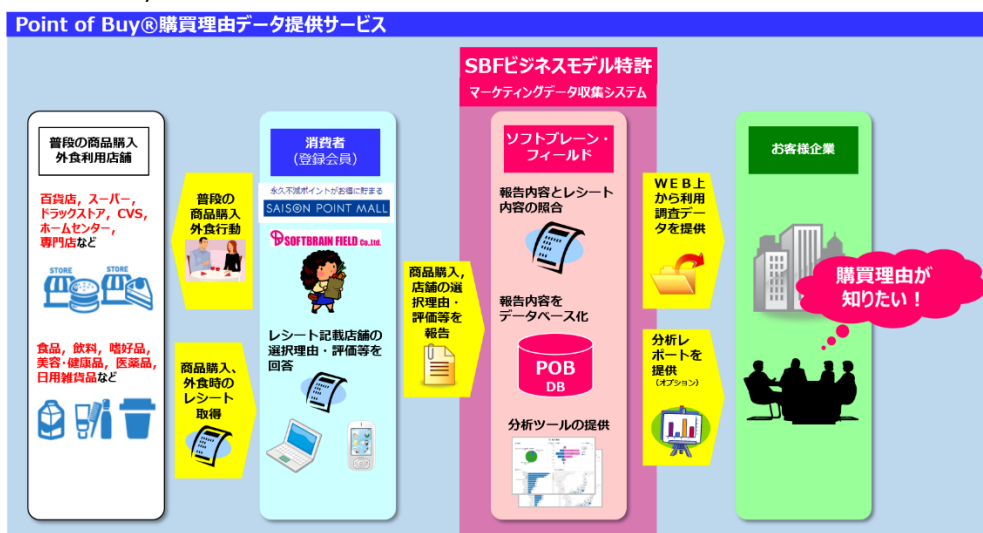 Point of Buy®購買理由データ提供サービス
SBFビジネスモデル特許
マーケティングデータ収集システム
普段の商品購入
外食利用店舗
百貨店，スーパー，
ドラックストア，CVS，
ホームセンター，
専門店など
STORE
STORE
食品，飲料，嗜好品，
美容・健康品，医薬品，
日用雑貨品など
普段の
商品購入
外食行動
商品購入、
外食時の
レシート
取得
消費者
(登録会員)
永久不滅ポイントがお得に貯まる
SAISON POINT MALL
SOFTBRAIN FIELD Co.,Ltd.
レシート記載店舗の
選択理由・評価等を
回答
商品購入，
店舗の選
択理由・
評価等を
報告
ソフトブレーン・
フィールド
報告内容とレシート
内容の照合
報告内容を
データベース化
POB
DB
分析ツールの提供
ＷＥＢ上
から利用
調査デー
タを提供
分析レ
ポートを
提供
（オプション）
お客様企業
購買理由が
知りたい！